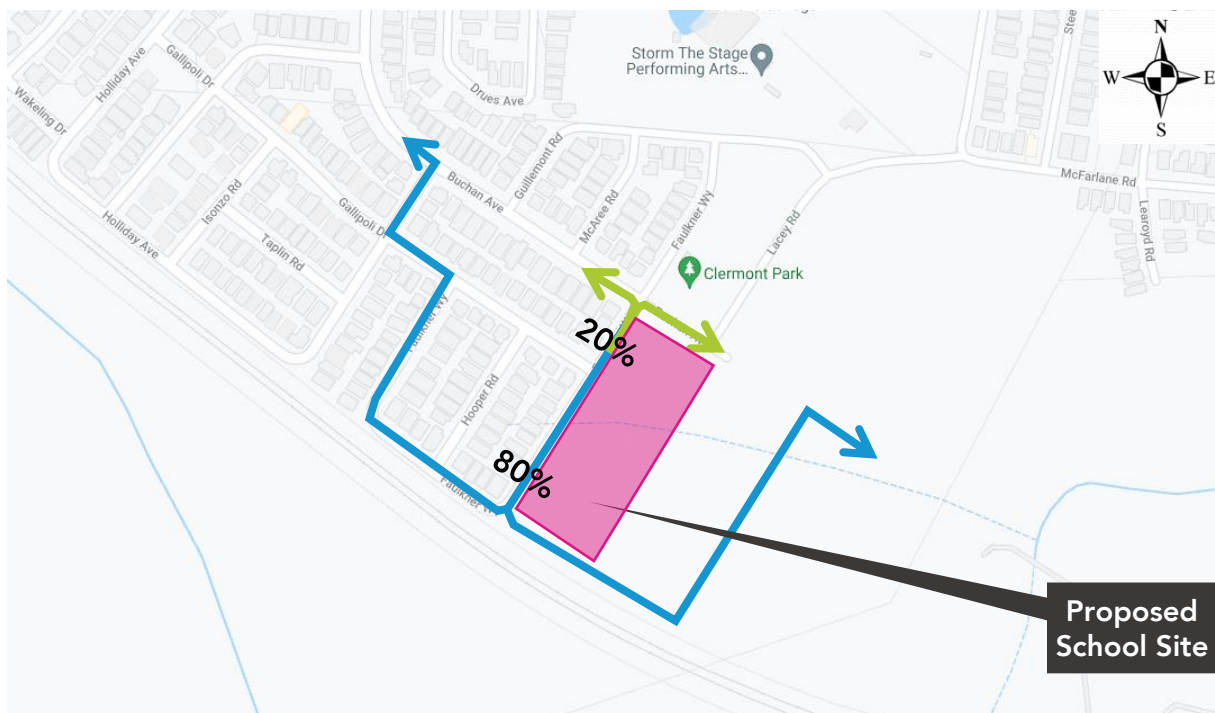 Storm The Stage
Performing Arts...
N
W
E
S
Holliday Ave
Gallipoli Dr
Wakeling Dr
Drues Ave
Guillemont Rd
Buchan Ave
McAree Rd
Faulkner Wy
McFarlane Rd
Learoyd Rd
Isonzo Rd
Gallipoli Dr
Lacey Rd
Holliday Ave
Taplin Rd
Clermont Park
Faulkner Wy
20%
Hooper Rd
80%
Faulkner W
Proposed
School Site